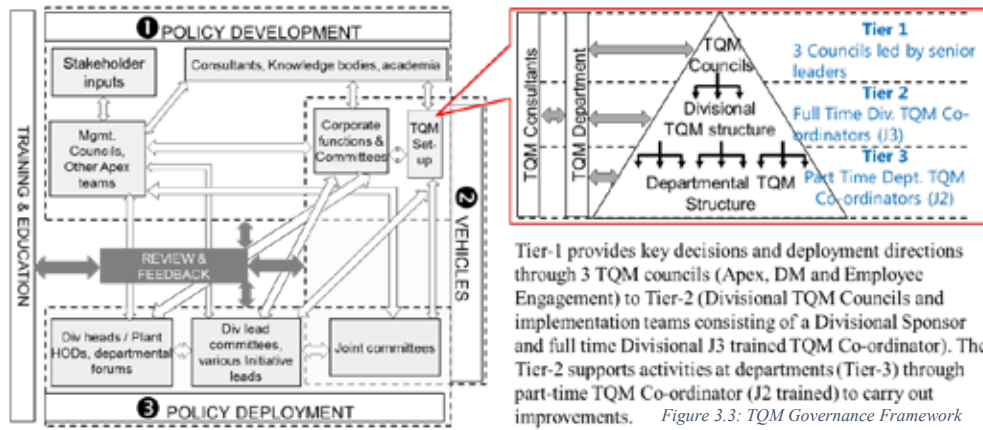 ❶ POLICY DEVELOPMENT
Stakeholder
inputs
Consultants, Knowledge bodies, academia
Mgmt.
Councils,
Other Apex
teams
Corporate
functions &
Committees
TQM
Set-
up
TRAINING & EDUCATION
❷ VEHICLES
REVIEW &
FEEDBACK
Div heads / Plant
HODs, departmental
forums
Div lead
committees,
various Initiative
leads
Joint committees
❸ POLICY DEPLOYMENT
TQM Consultants
TQM Department
TQM
Councils
Divisional
TQM structure
Departmental TQM
Structure
Tier 1
3 Councils led by senior
leaders
Tier 2
Full Time Div. TQM Co-
ordinators (J3)
Tier 3
Part Time Dept. TQM
Co-ordinators (J2)
Tier-1 provides key decisions and deployment directions
through 3 TQM councils (Apex, DM and Employee
Engagement) to Tier-2 (Divisional TQM Councils and
implementation teams consisting of a Divisional Sponsor
and full time Divisional J3 trained TQM Co-ordinator). The
Tier-2 supports activities at departments (Tier-3) through
part-time TQM Co-ordinator (J2 trained) to carry out
improvements.
Figure 3.3: TQM Governance Framework